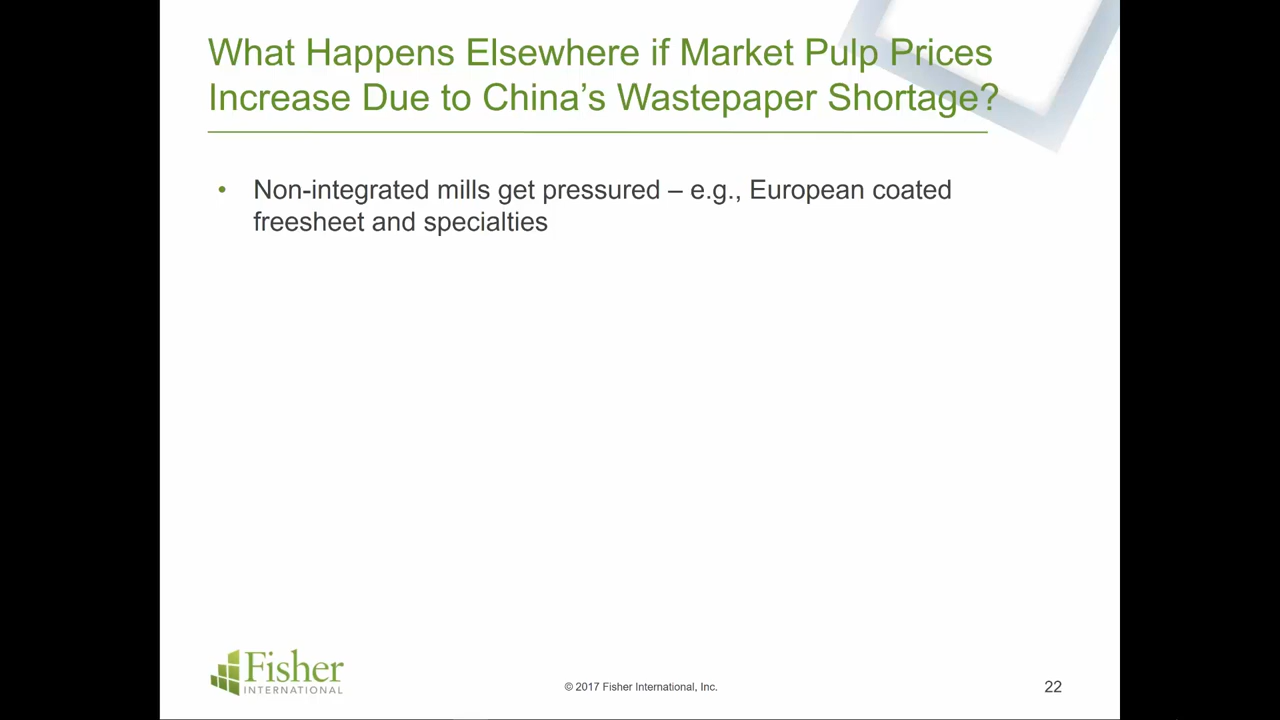 What Happens Elsewhere if Market Pulp Prices
Increase Due to China’s Wastepaper Shortage?
• Non-integrated mills get pressured – e.g., European coated
freesheet and specialties
Fisher
INTERNATIONAL
© 2017 Fisher International, Inc.
22